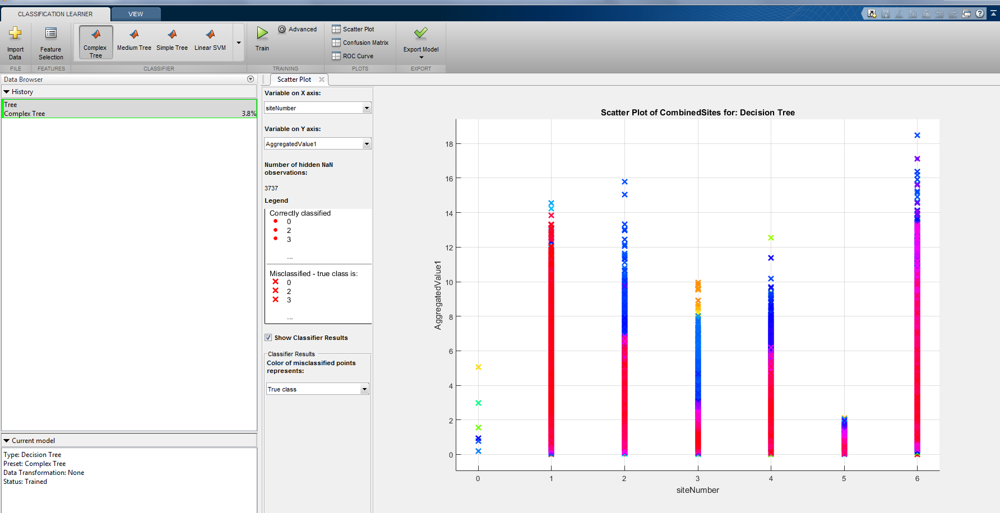 CLASSIFICATION LEARNER
VIEW
Import
Data
Feature
Selection
Complex
Tree
Medium Tree
Simple Tree
Linear SVM
Train
Advanced
Scatter Plot
Confusion Matrix
ROC Curve
Export Model
FILE
FEATURES
CLASSIFIER
TRAINING
PLOTS
EXPORT
Data Browser
History
Tree
Complex Tree
3.8%
Current model
Type: Decision Tree
Preset: Complex Tree
Data Transformation: None
Status: Trained
Scatter Plot
Variable on X axis:
siteNumber
Variable on Y axis:
AggregatedValue1
Number of hidden NaN
observations:
3737
Legend
Correctly classified
0
2
3
...
Misclassified - true class is:
0
2
3
...
Show Classifier Results
Classifier Results
Color of misclassified points
represents:
True class
Scatter Plot of CombinedSites for: Decision Tree
AggregatedValue1
18
16
14
12
10
8
6
4
2
0
0
1
2
3
4
5
6
siteNumber